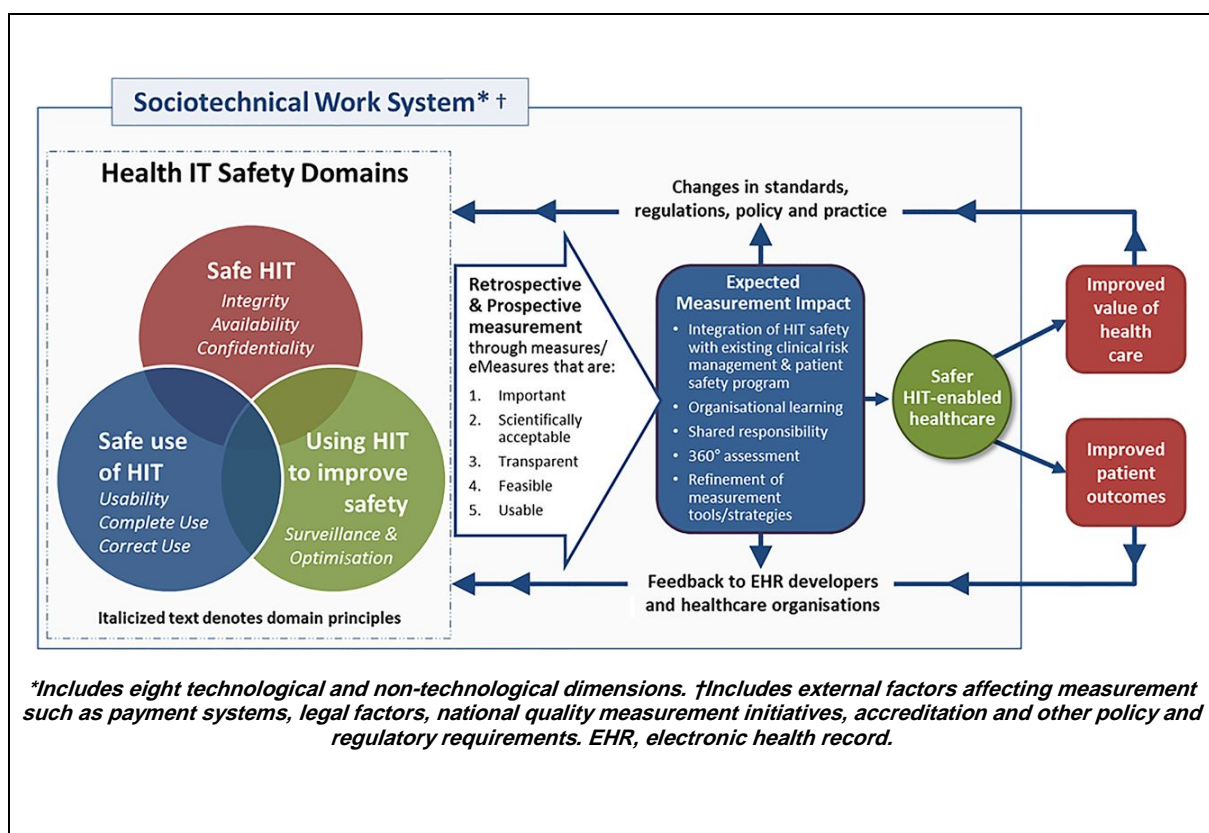 Sociotechnical Work System* †
Health IT Safety Domains
Safe HIT
Integrity
Availability
Confidentiality
Safe use
of HIT
Usability
Complete Use
Correct Use
Using HIT
to improve
safety
Surveillance &
Optimisation
Italicized text denotes domain principles
Retrospective
& Prospective
measurement
through measures/
eMeasures that are:
1. Important
2. Scientifically
acceptable
3. Transparent
4. Feasible
5. Usable
Changes in standards,
regulations, policy and practice
Expected
Measurement Impact
• Integration of HIT safety
with existing clinical risk
management & patient
safety program
• Organisational learning
• Shared responsibility
• 360° assessment
• Refinement of
measurement
tools/strategies
Feedback to EHR developers
and healthcare organisations
Safer
HIT-enabled
healthcare
Improved
value of
health
care
Improved
patient
outcomes
*Includes eight technological and non-technological dimensions. †Includes external factors affecting measurement
such as payment systems, legal factors, national quality measurement initiatives, accreditation and other policy and
regulatory requirements. EHR, electronic health record.